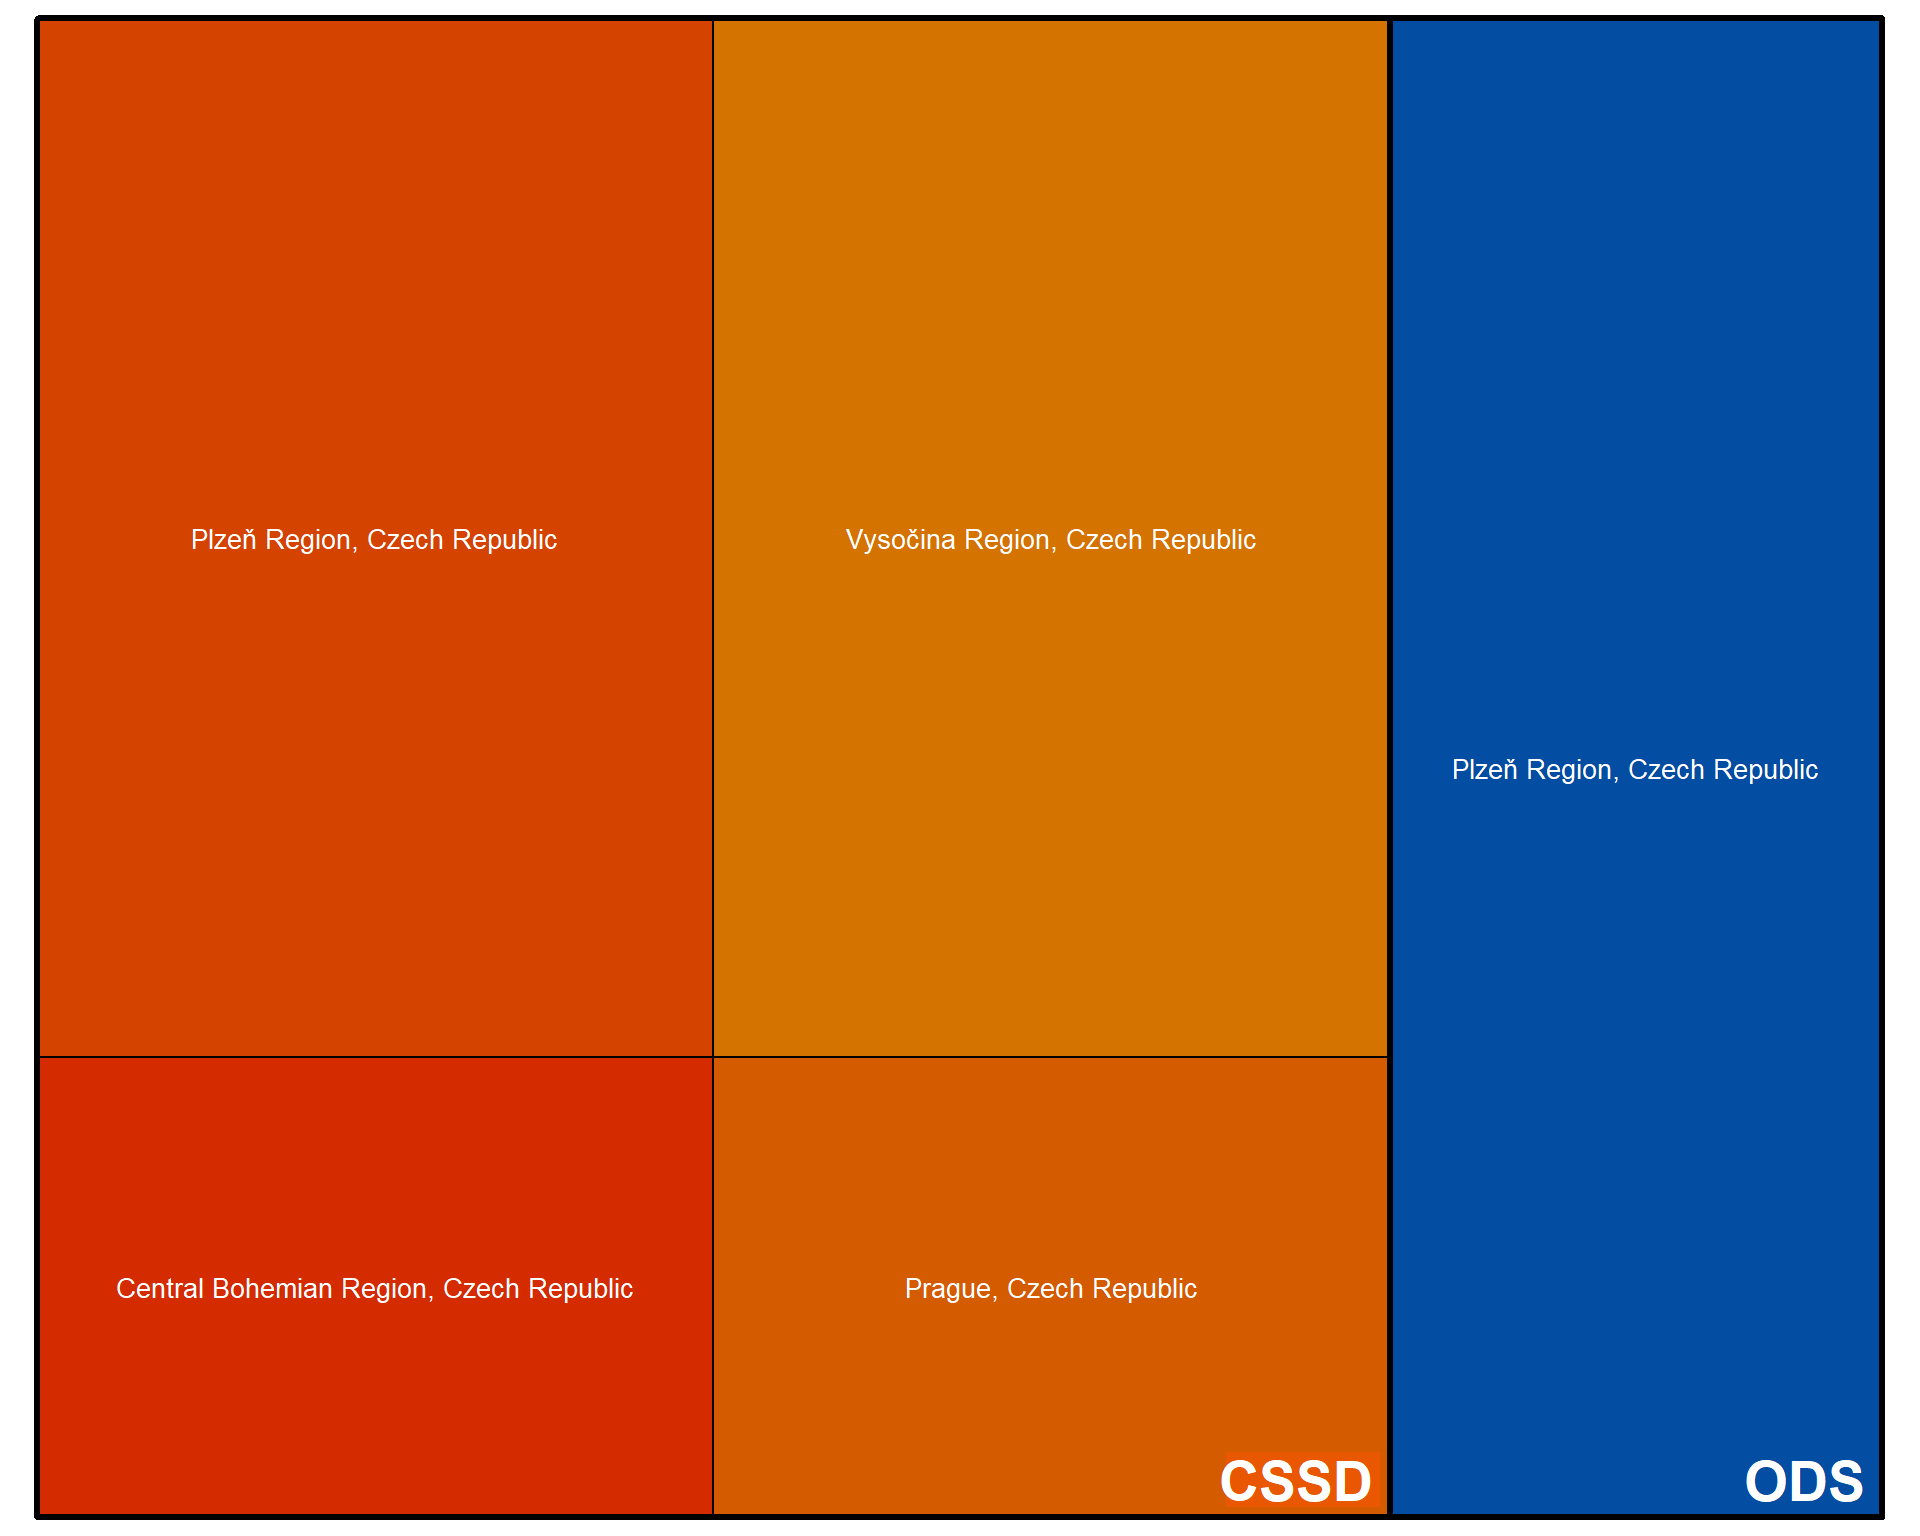 Plzeň Region, Czech Republic
Vysočina Region, Czech Republic
Plzeň Region, Czech Republic
Central Bohemian Region, Czech Republic
Prague, Czech Republic
CSSD
ODS